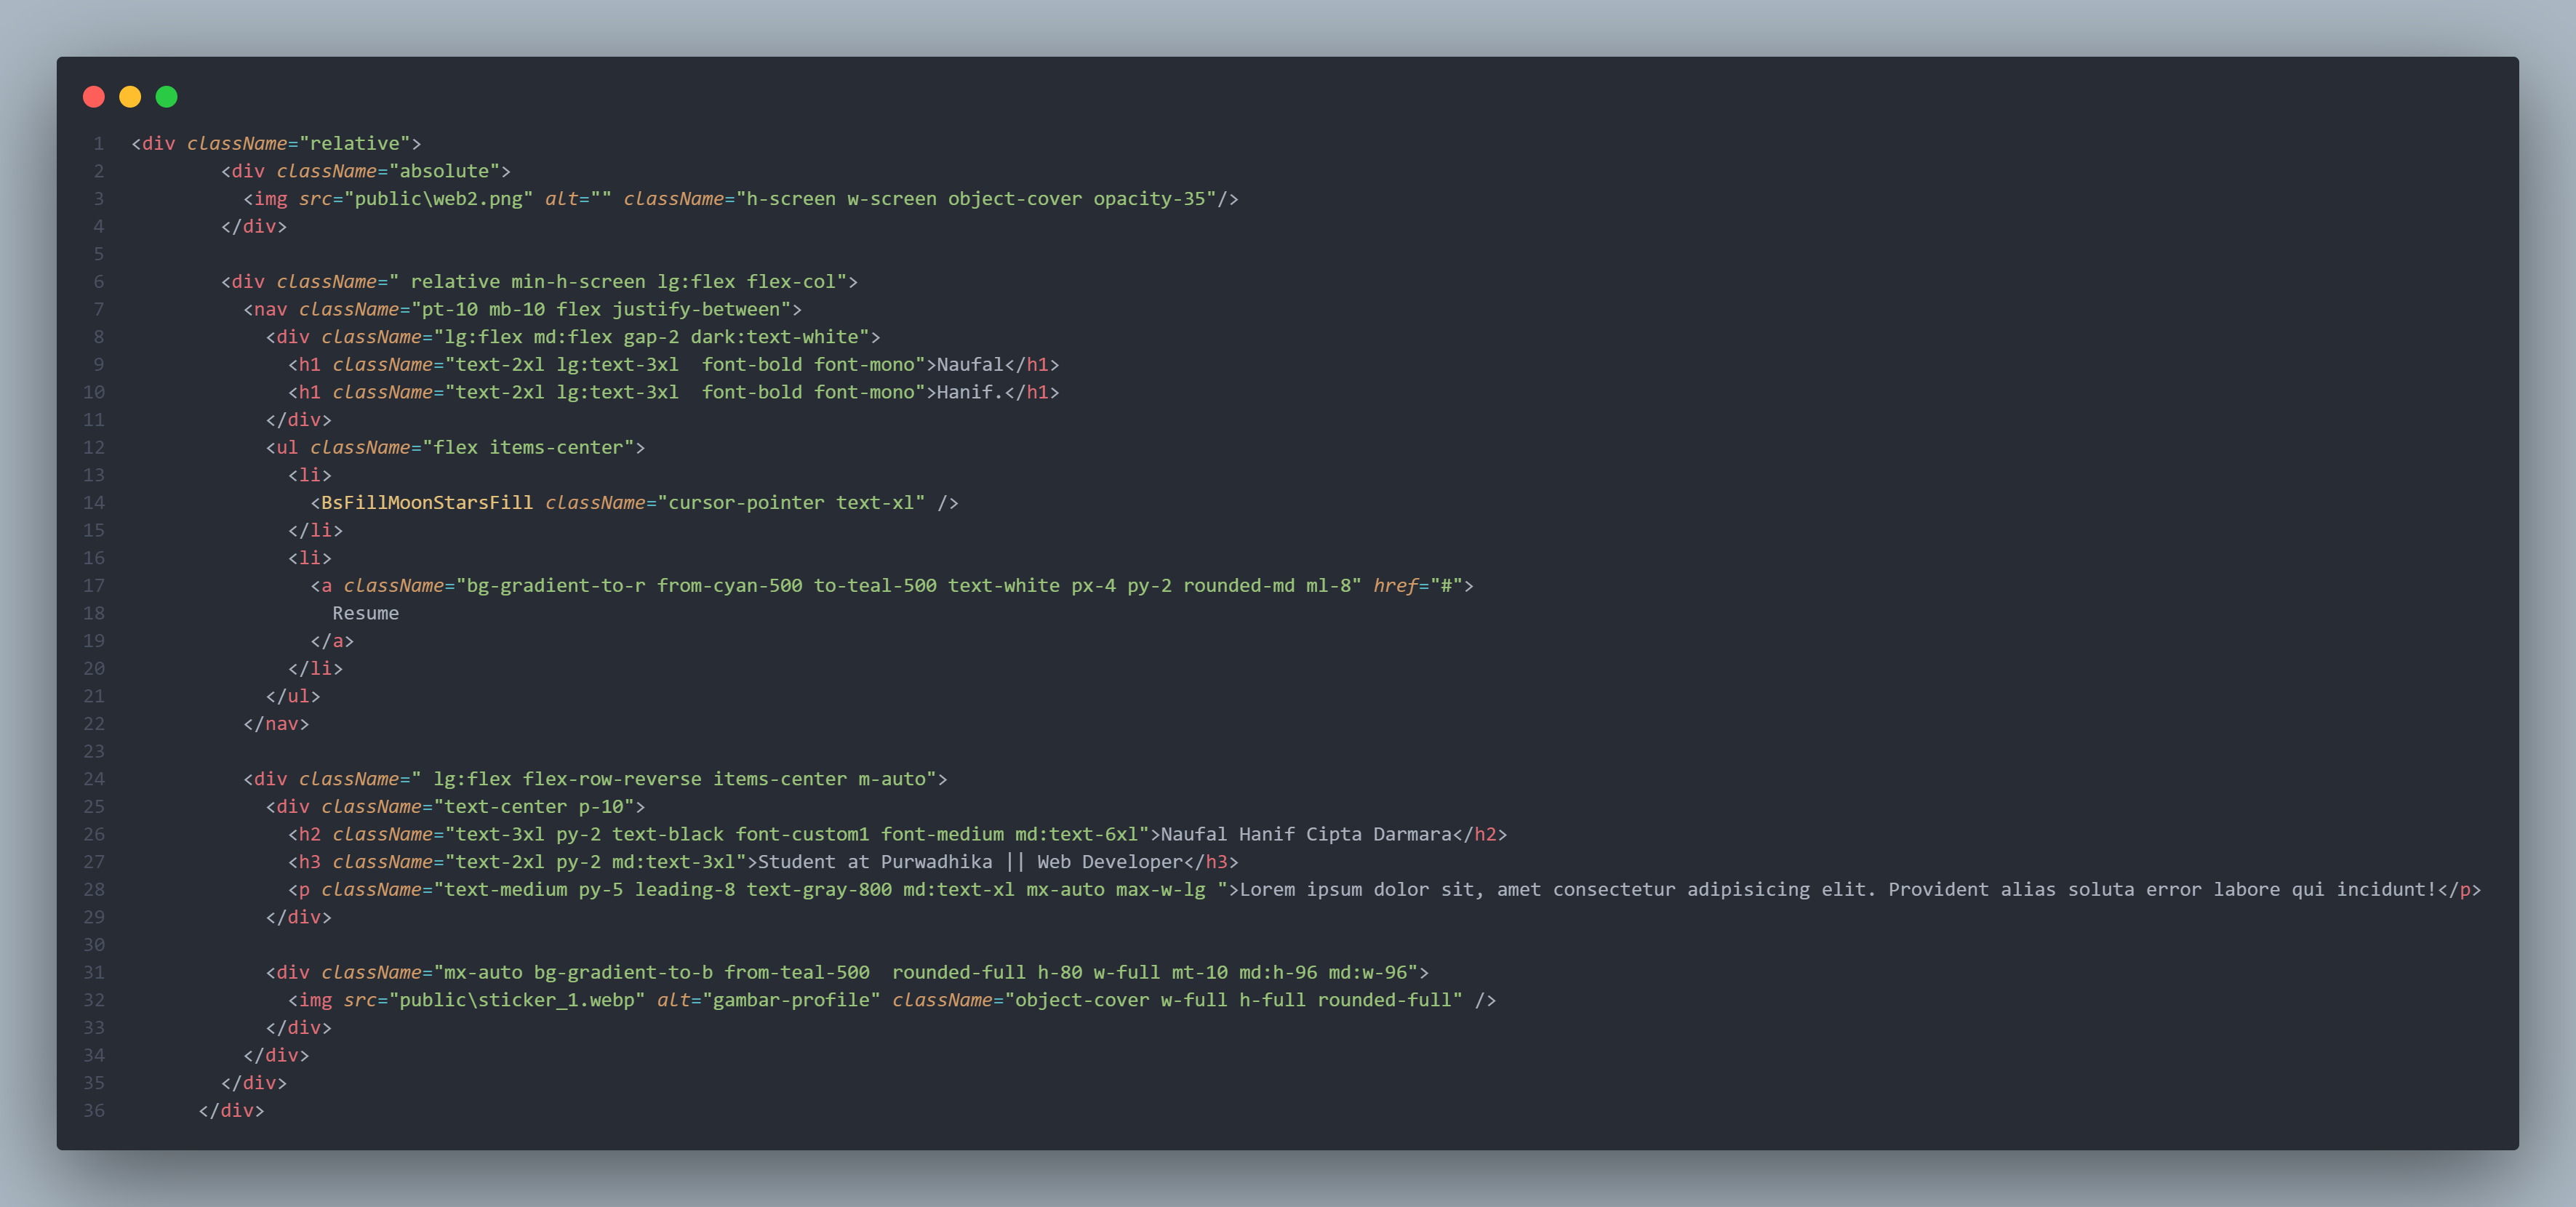 1 <div className="relative">
2         <div className="absolute">
3           <img src="public\web2.png" alt="" className="h-screen w-screen object-cover opacity-35"/>
4         </div>
5
6         <div className=" relative min-h-screen lg:flex flex-col">
7           <nav className="pt-10 mb-10 flex justify-between">
8             <div className="lg:flex md:flex gap-2 dark:text-white">
9               <h1 className="text-2xl lg:text-3xl  font-bold font-mono">Naufal</h1>
10               <h1 className="text-2xl lg:text-3xl  font-bold font-mono">Hanif.</h1>
11             </div>
12             <ul className="flex items-center">
13               <li>
14                 <BsFillMoonStarsFill className="cursor-pointer text-xl" />
15               </li>
16               <li>
17                 <a className="bg-gradient-to-r from-cyan-500 to-teal-500 text-white px-4 py-2 rounded-md ml-8" href="#">
18                   Resume
19                 </a>
20               </li>
21             </ul>
22           </nav>
23
24           <div className=" lg:flex flex-row-reverse items-center m-auto">
25             <div className="text-center p-10">
26               <h2 className="text-3xl py-2 text-black font-custom1 font-medium md:text-6xl">Naufal Hanif Cipta Darmara</h2>
27               <h3 className="text-2xl py-2 md:text-3xl">Student at Purwadhika || Web Developer</h3>
28               <p className="text-medium py-5 leading-8 text-gray-800 md:text-xl mx-auto max-w-lg ">Lorem ipsum dolor sit, amet consectetur adipisicing elit. Provident alias soluta error labore qui incidunt!</p>
29             </div>
30
31             <div className="mx-auto bg-gradient-to-b from-teal-500  rounded-full h-80 w-full mt-10 md:h-96 md:w-96">
32               <img src="public\sticker_1.webp" alt="gambar-profile" className="object-cover w-full h-full rounded-full" />
33             </div>
34           </div>
35         </div>
36       </div>